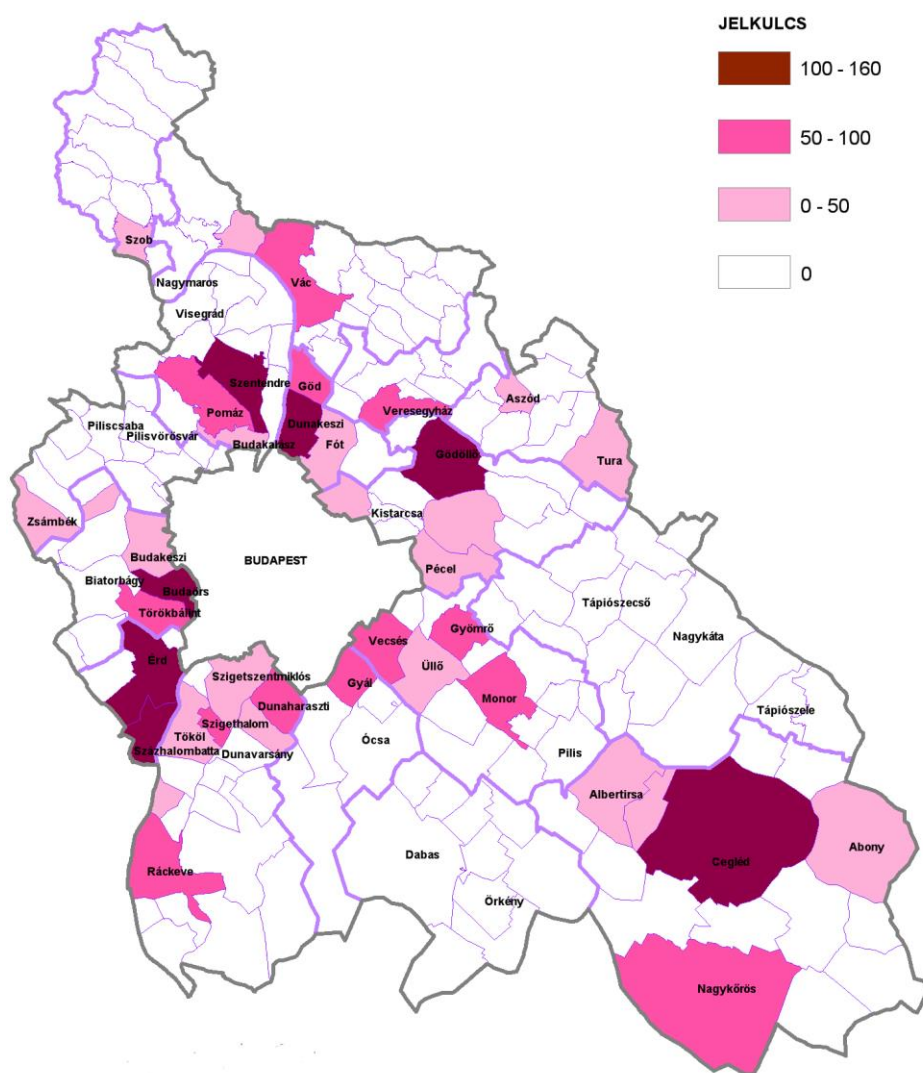 JELKULCS
100 - 160
50 - 100
0 - 50
0
Szob
Nagymaros
Vác
Visegrád
Szentendre
Göd
Aszód
Pomáz
Veresegyház
Piliscsaba
Dunakeszi
Pilisvörösvár
Budakalász
Fót
Gödöllő
Tura
Kistarcsa
Zsámbék
Budakeszi
BUDAPEST
Pécel
Biatorbágy
Budaörs
Tápiószecső
Törökbálint
Gyömrő
Nagykáta
Vecsés
Érd
Üllő
Szigetszentmiklós
Gyál
Monor
Dunaharaszti
Tápiószele
Szigethalom
Tököl
Ócsa
Százhalombatta
Dunavarsány
Pilis
Albertirsa
Abony
Dabas
Cegléd
Ráckeve
Örkény
Nagykőrös